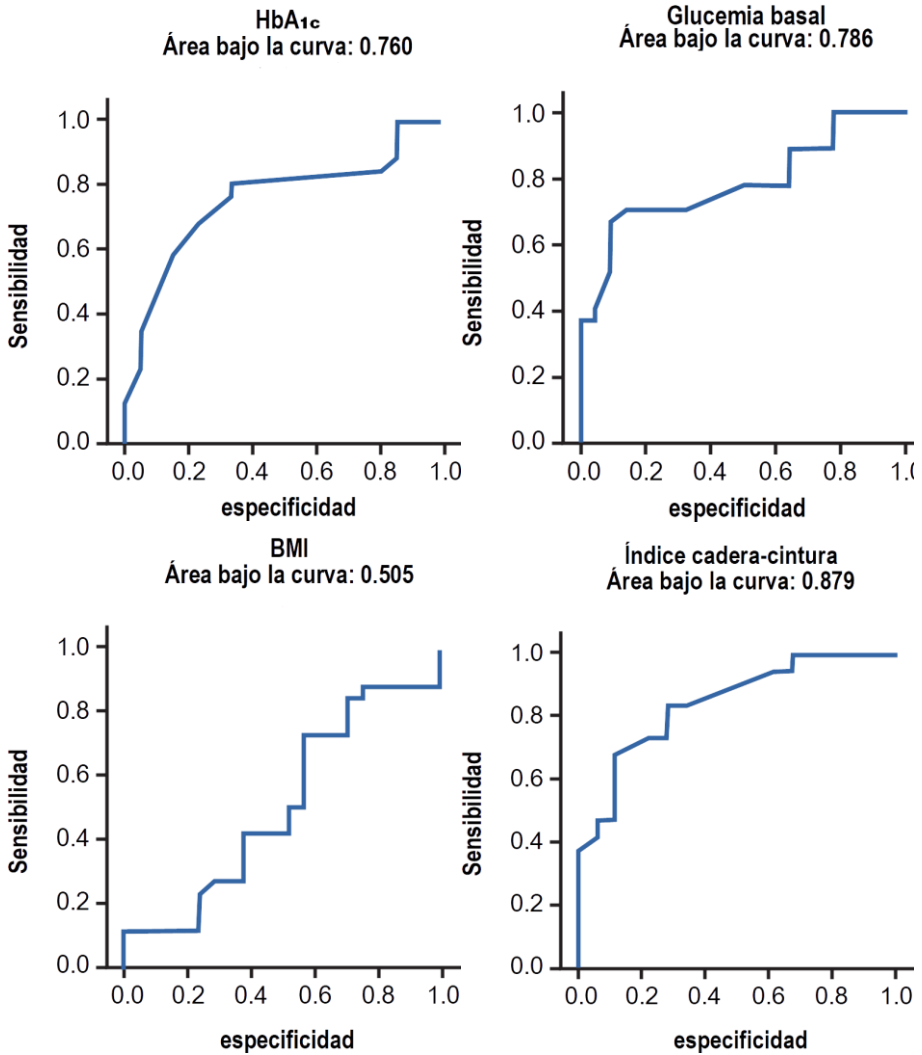 HbA1c
Área bajo la curva: 0.760
Sensibilidad
1.0
0.8
0.6
0.4
0.2
0.0
0.0 0.2 0.4 0.6 0.8 1.0
especificidad
Glucemia basal
Área bajo la curva: 0.786
Sensibilidad
1.0
0.8
0.6
0.4
0.2
0.0
0.0 0.2 0.4 0.6 0.8 1.0
especificidad
BMI
Área bajo la curva: 0.505
Sensibilidad
1.0
0.8
0.6
0.4
0.2
0.0
0.0 0.2 0.4 0.6 0.8 1.0
especificidad
Índice cadera-cintura
Área bajo la curva: 0.879
Sensibilidad
1.0
0.8
0.6
0.4
0.2
0.0
0.0 0.2 0.4 0.6 0.8 1.0
especificidad